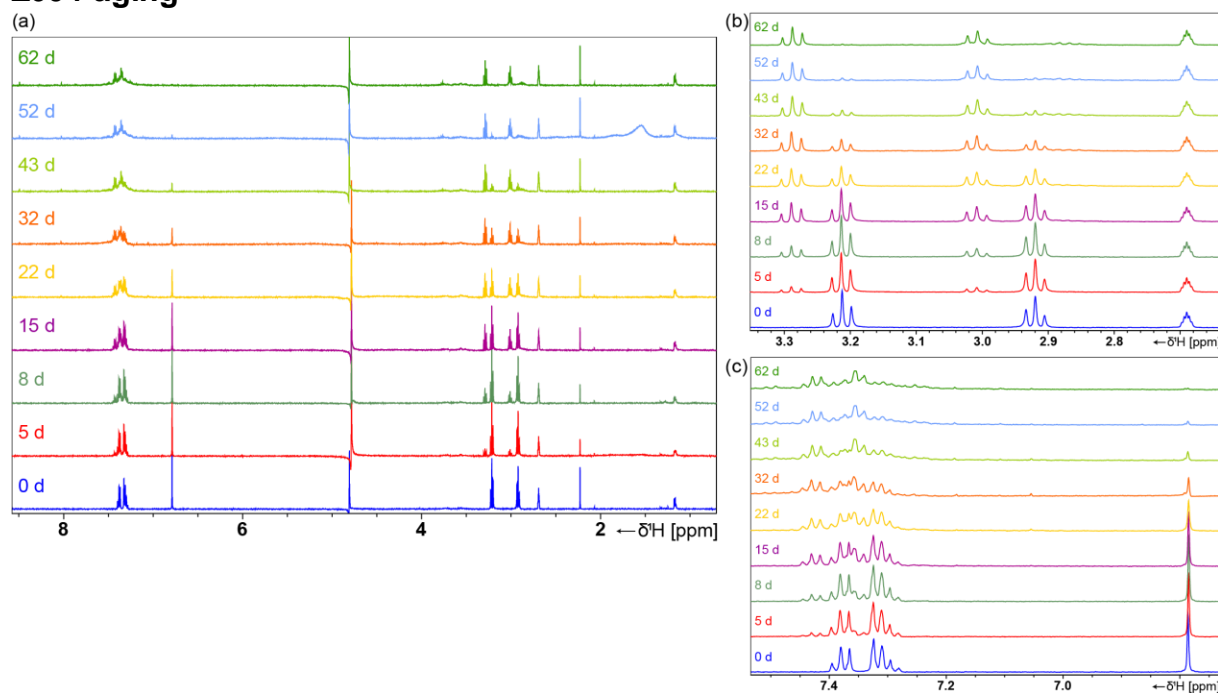 (a)
62 d
52 d
43 d
32 d
22 d
15 d
8 d
5 d
0 d
8 6 4 2 ←δ¹H [ppm]
(b)
62 d
52 d
43 d
32 d
22 d
15 d
8 d
5 d
0 d
3.3 3.2 3.1 3.0 2.9 2.8 ←δ¹H [ppm]
(c)
62 d
52 d
43 d
32 d
22 d
15 d
8 d
5 d
0 d
7.4 7.2 7.0 ←δ¹H [ppm]